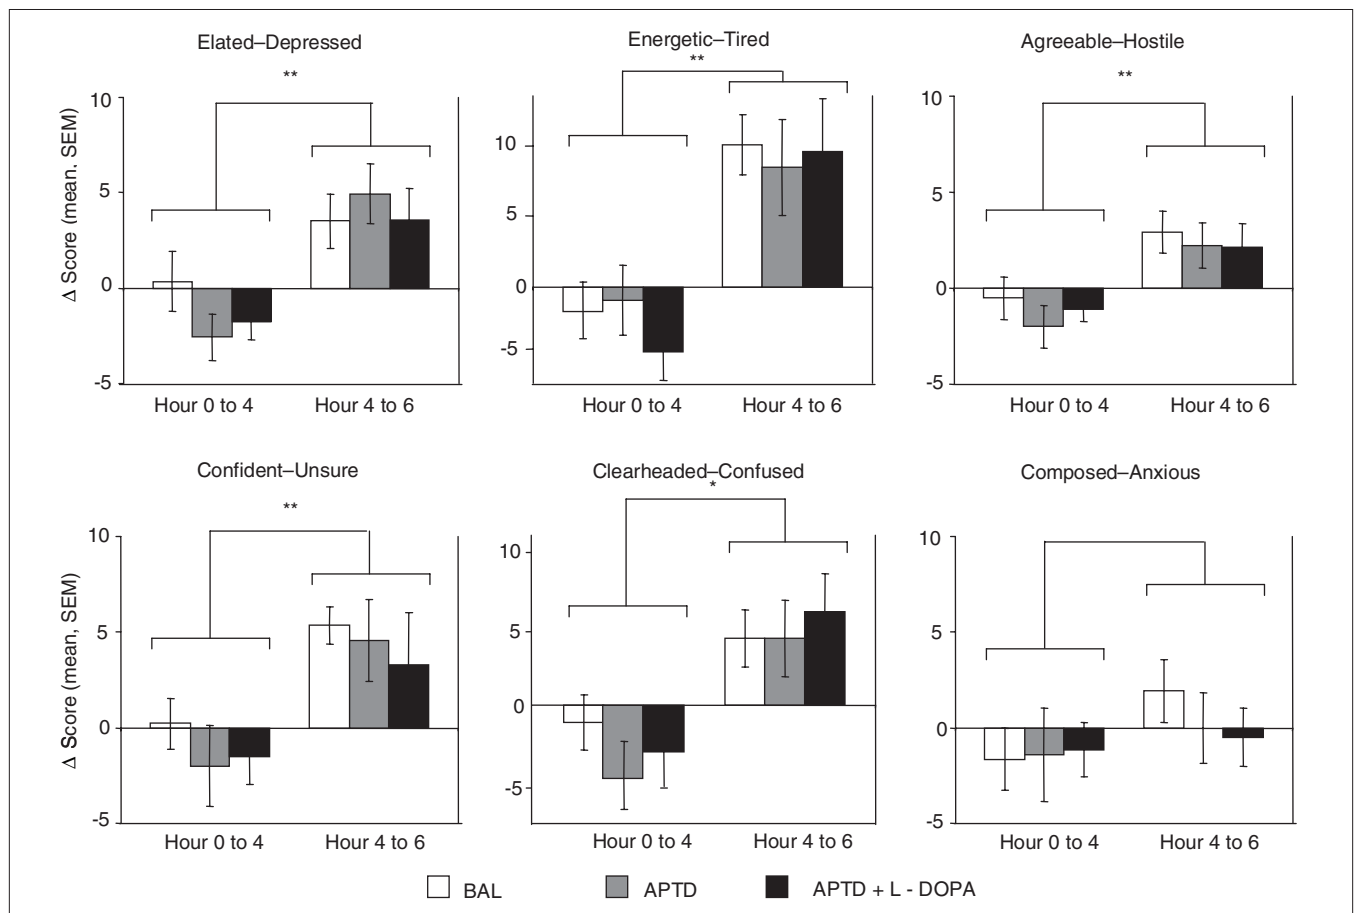 Elated–Depressed
**
Δ Score (mean, SEM)
10
5
0
-5
Hour 0 to 4
Hour 4 to 6
Energetic–Tired
**
10
5
0
-5
Hour 0 to 4
Hour 4 to 6
Agreeable–Hostile
**
10
5
0
-5
Hour 0 to 4
Hour 4 to 6
Confident–Unsure
**
Δ Score (mean, SEM)
10
5
0
-5
Hour 0 to 4
Hour 4 to 6
Clearheaded–Confused
*
10
5
0
-5
Hour 0 to 4
Hour 4 to 6
Composed–Anxious
10
5
0
-5
Hour 0 to 4
Hour 4 to 6
BAL
APTD
APTD + L - DOPA